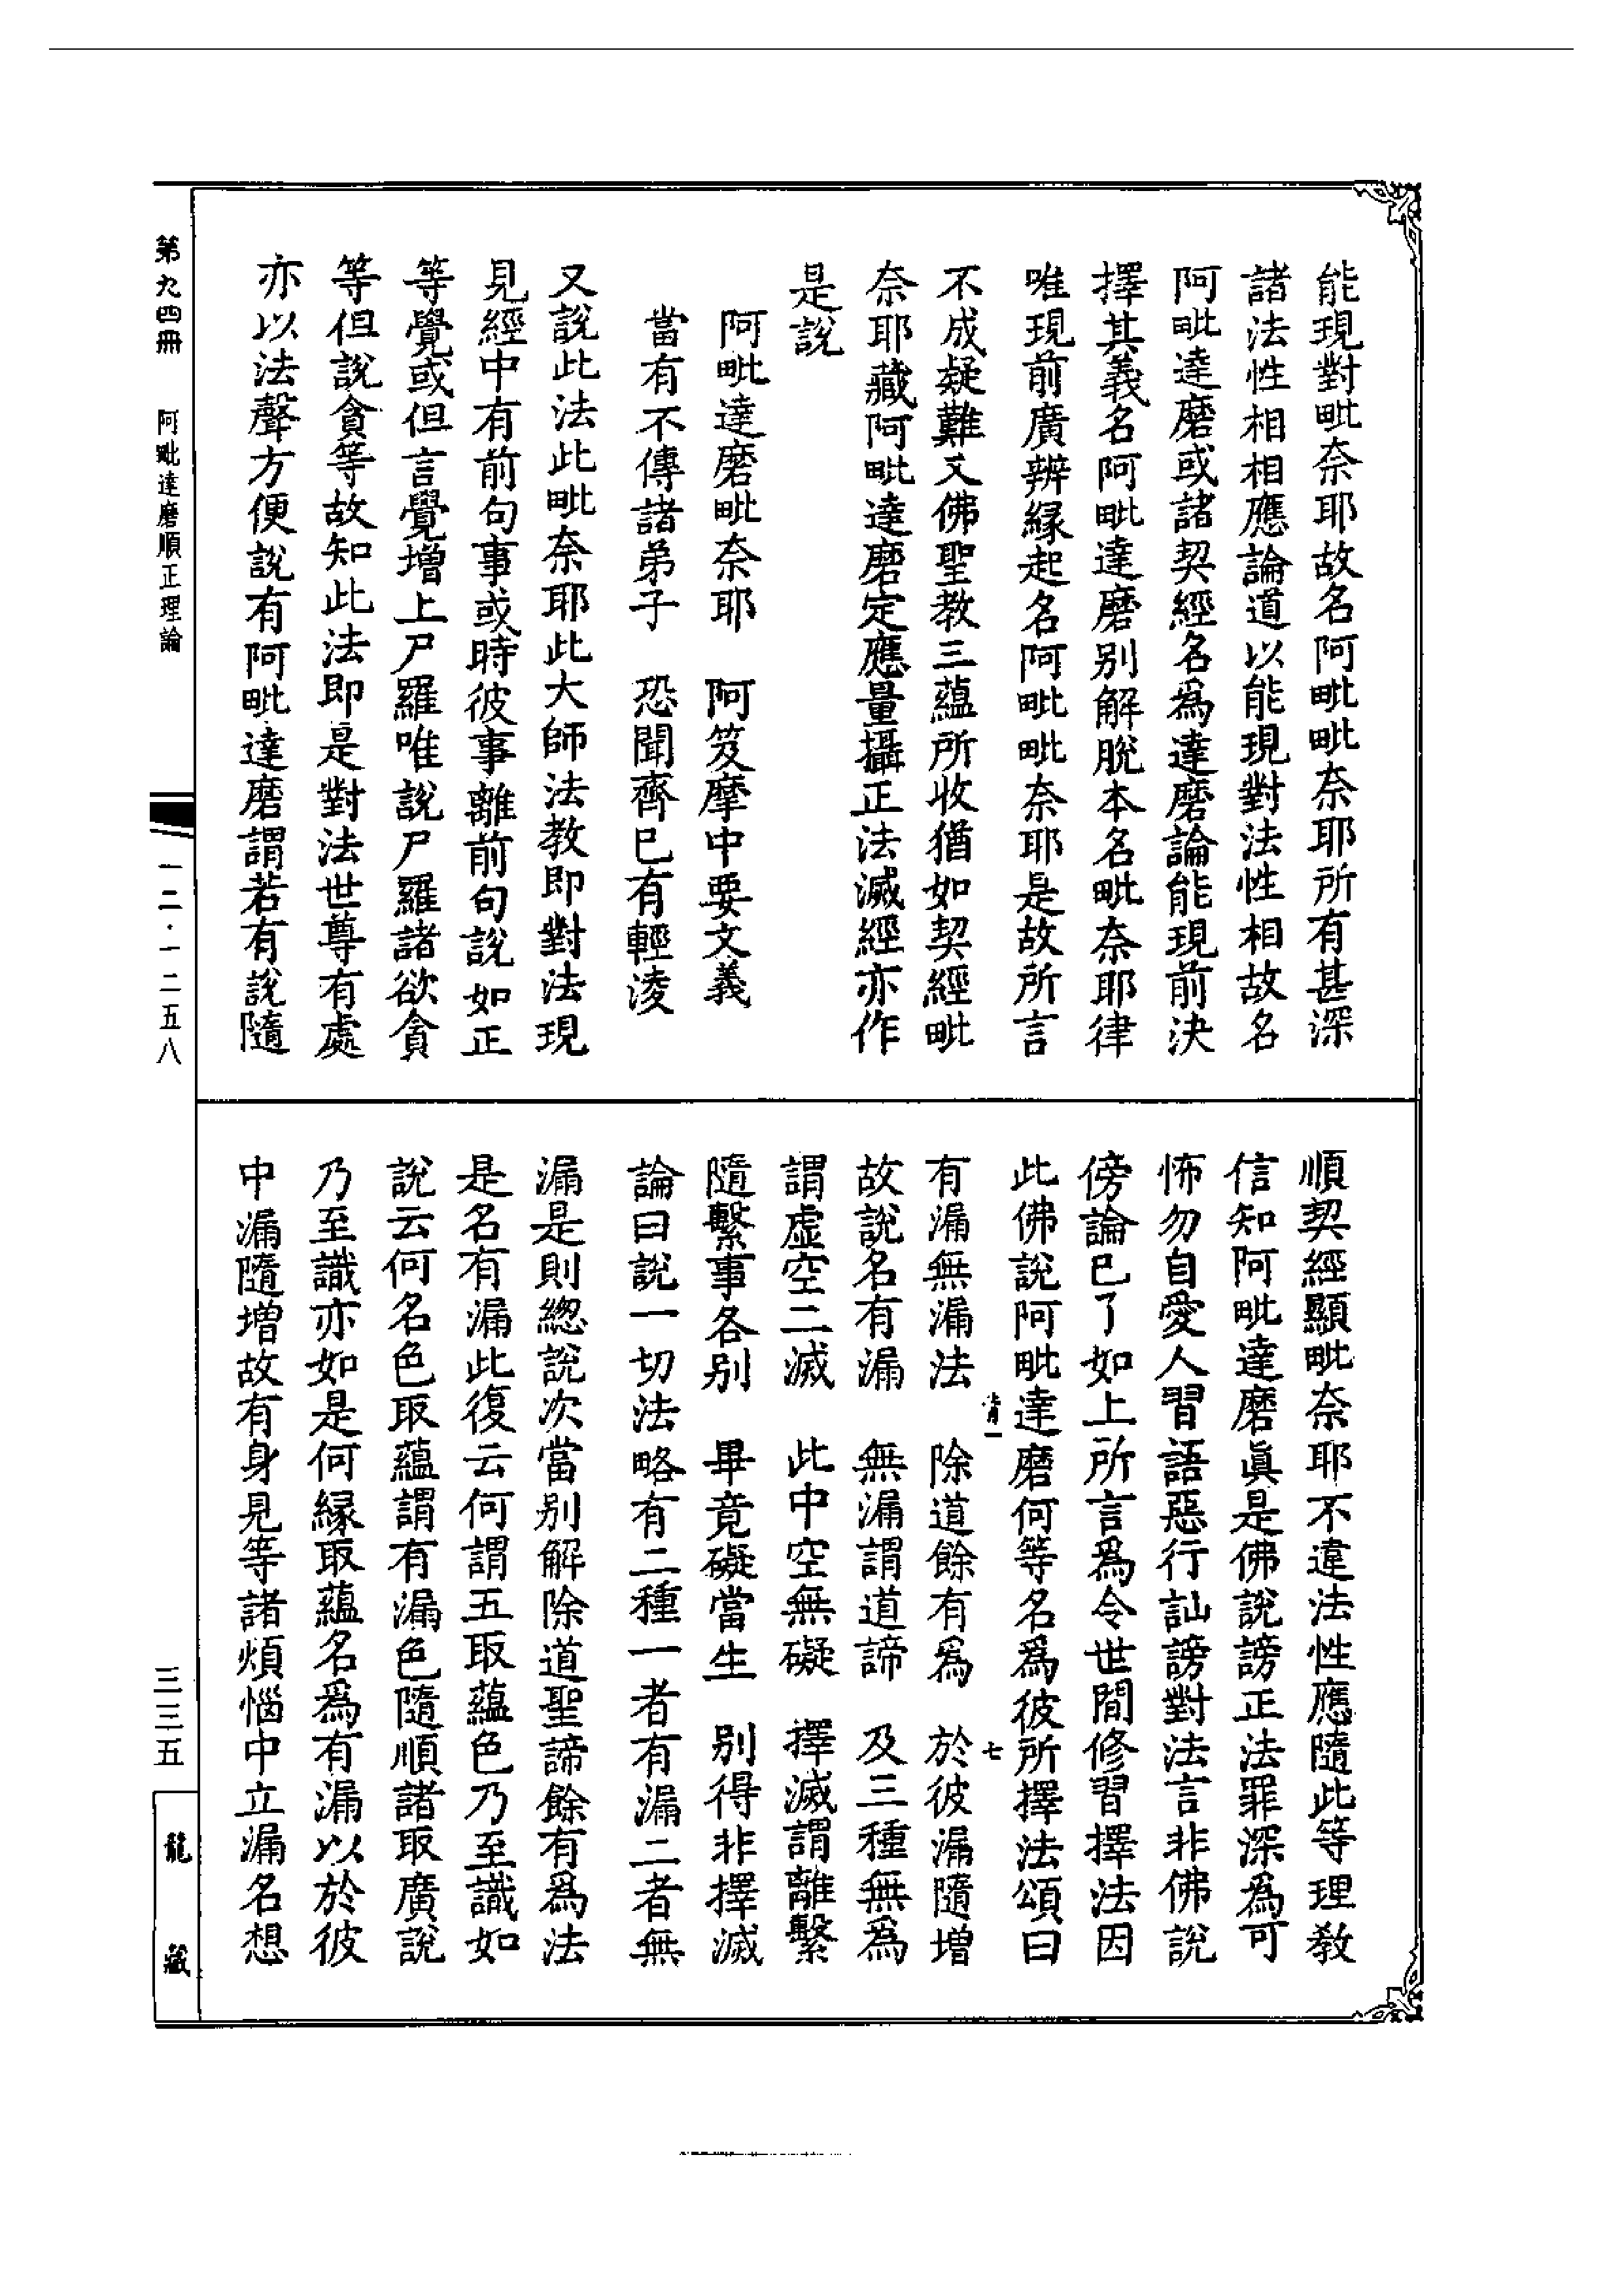 能現對毗奈耶故名阿毗毗奈耶所有甚深
諸法性相相應論道以能現對法性相故名
阿毗達磨或諸契經名爲達磨論能現前決
擇其義名阿毗達磨別解脫本名毗奈耶律
唯現前廣辨緣起名阿毗毗奈耶是故所言
不成疑難又佛聖教三蘊所收猶如契經毗
奈耶藏阿毗達磨定應量攝正法滅經亦作
是說
阿毗達磨毗奈耶　阿笈摩中要文義
當有不傳諸弟子　恐聞齊已有輕淩
又說此法此毗奈耶此大師法教即對法現
見經中有前句事或時彼事離前句說如正
等覺或但言覺增上尸羅唯說尸羅諸欲貪
等但說貪等故知此法即是對法世尊有處
亦以法聲方便說有阿毗達磨謂若有說隨
順契經顯毗奈耶不違法性應隨此等理教
信知阿毗達磨眞是佛說謗正法罪深爲可
怖勿自愛人習語惡行訕謗對法言非佛說
傍論已了如上所言爲令世間修習擇法因
此佛說阿毗達磨何等名爲彼所擇法頌曰
七
有漏無漏法　除道餘有爲　於彼漏隨增
故說名有漏　無漏謂道諦　及三種無爲
謂虛空二滅　此中空無礙　擇滅謂離繫
隨繫事各別　畢竟礙當生　別得非擇滅
論曰說一切法略有二種一者有漏二者無
漏是則總說次當別解除道聖諦餘有爲法
是名有漏此復云何謂五取蘊色乃至識如
說云何名色取蘊謂有漏色隨順諸取廣說
乃至識亦如是何緣取蘊名爲有漏以於彼
中漏隨增故有身見等諸煩惱中立漏名想
第九四冊　阿毗達磨順正理論
一二·一二五八
三三五
龍藏